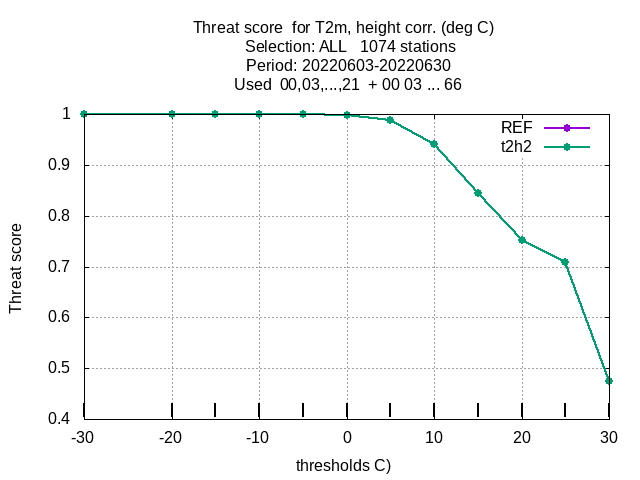 Threat score  for T2m, height corr. (deg C)
Selection: ALL   1074 stations
Period: 20220603-20220630
Used  00,03,...,21  + 00 03 ... 66
REF
t2h2
1
0.9
0.8
0.7
0.6
0.5
0.4
Threat score
-30
-20
-10
0
10
20
30
thresholds C)